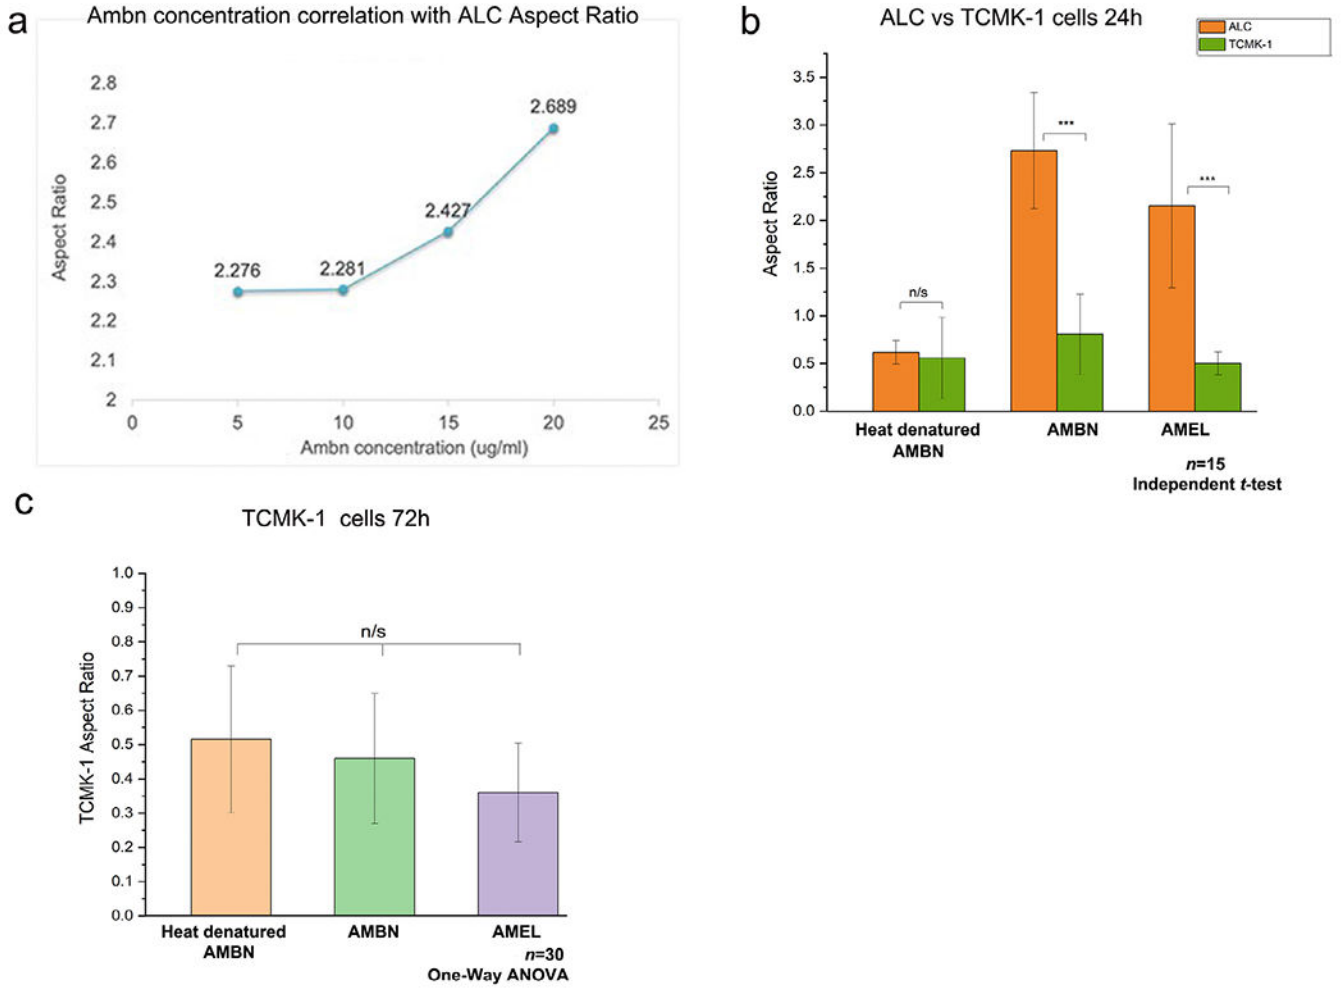 a
Ambn concentration correlation with ALC Aspect Ratio
2.8
2.7
2.6
2.5
2.4
2.3
2.2
2.1
2
Aspect Ratio
2.276
2.281
2.427
2.689
0
5
10
15
20
25
Ambn concentration (ug/ml)
b
ALC vs TCMK-1 cells 24h
ALC
TCMK-1
3.5
3.0
2.5
2.0
1.5
1.0
0.5
0.0
Aspect Ratio
n/s
***
***
Heat denatured
AMBN
AMBN
AMEL
n=15
Independent t-test
c
TCMK-1 cells 72h
1.0
0.9
0.8
0.7
0.6
0.5
0.4
0.3
0.2
0.1
0.0
TCMK-1 Aspect Ratio
n/s
Heat denatured
AMBN
AMBN
AMEL
n=30
One-Way ANOVA